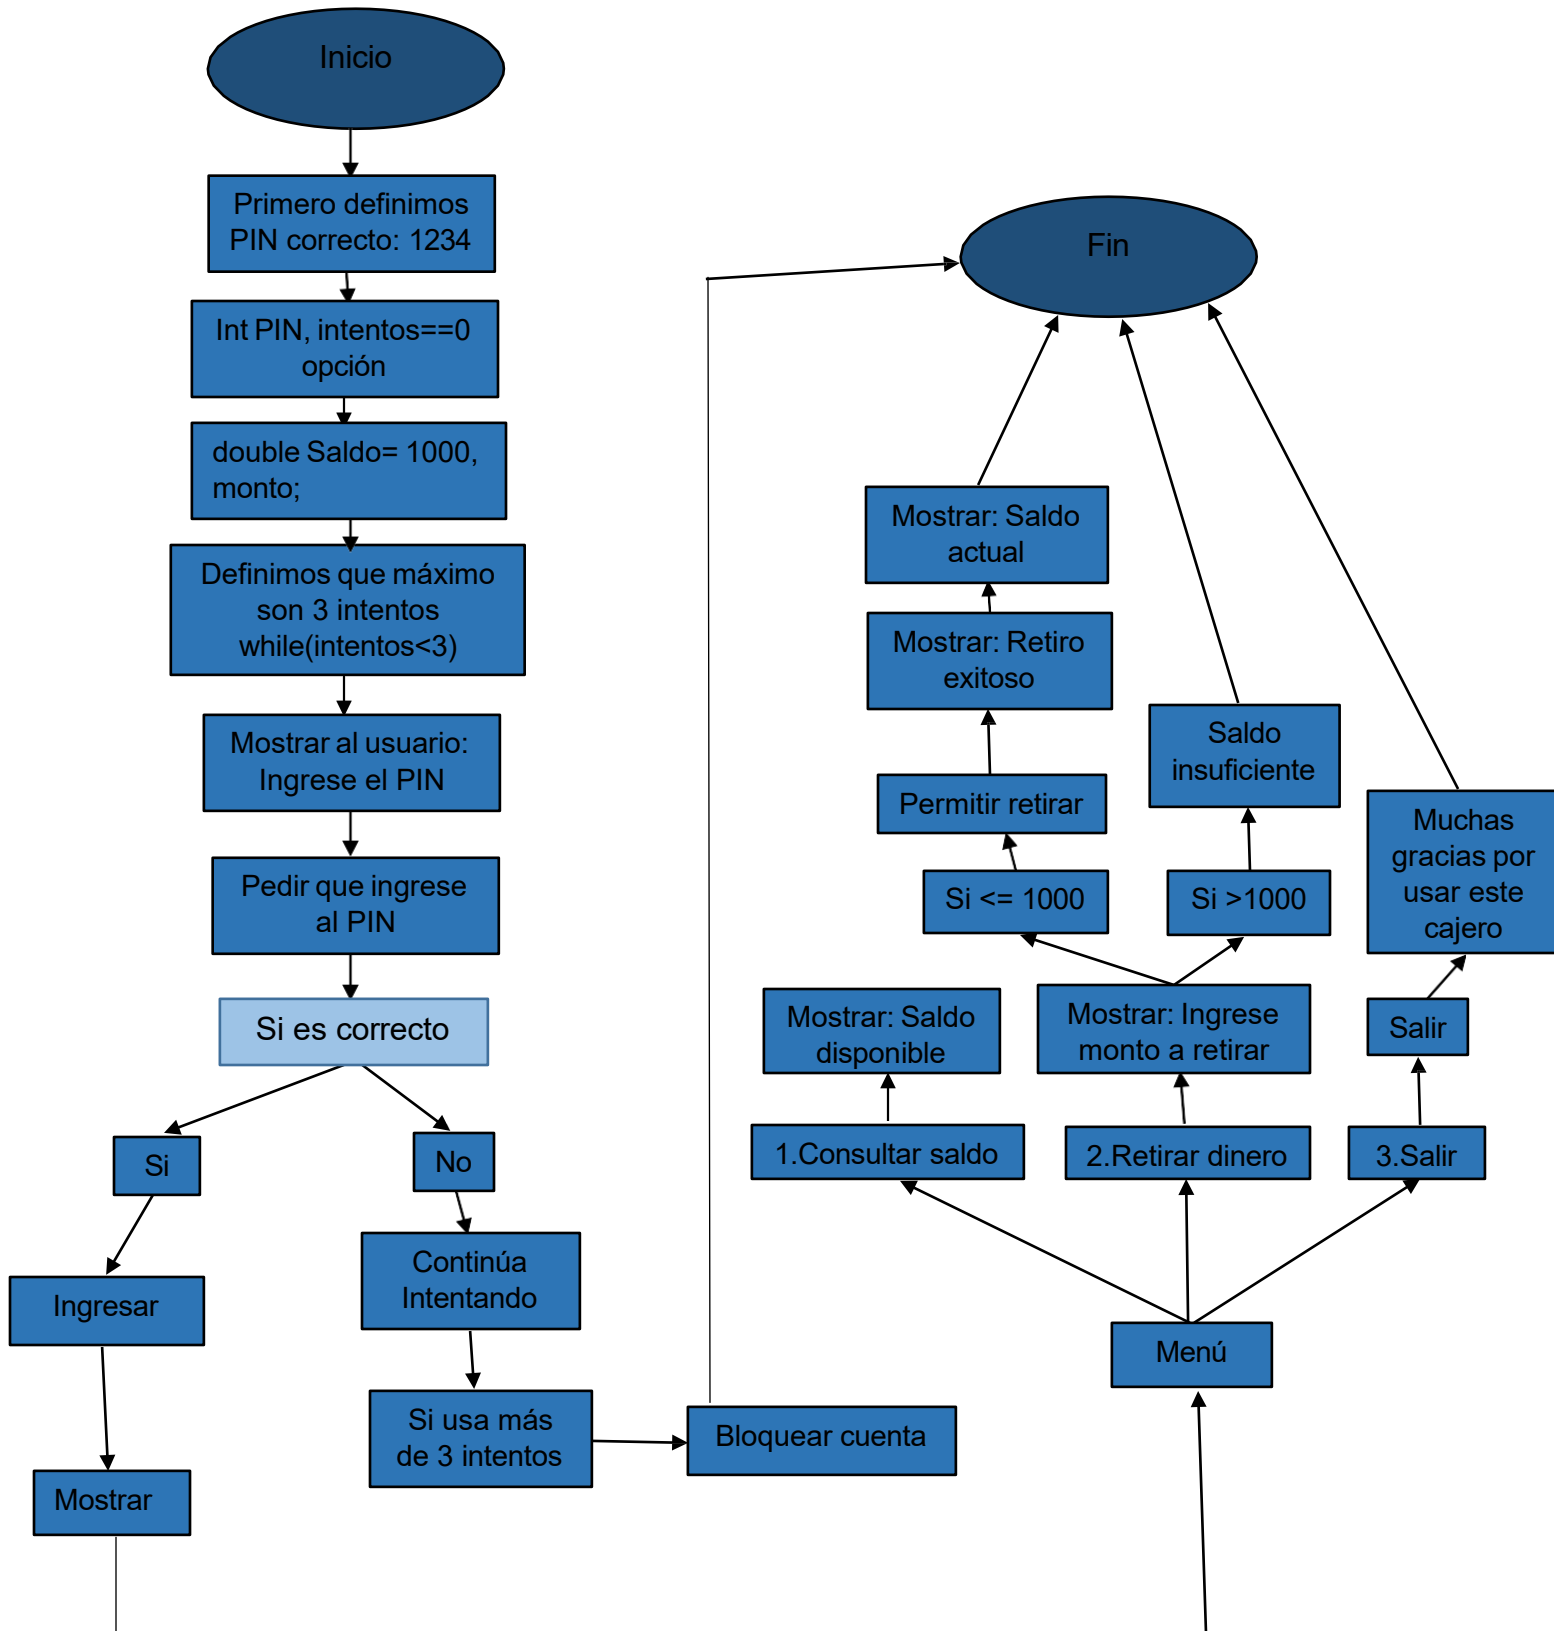 Inicio
Primero definimos
PIN correcto: 1234
Int PIN, intentos==0
opción
double Saldo= 1000,
monto;
Definimos que máximo
son 3 intentos
while(intentos<3)
Mostrar al usuario:
Ingrese el PIN
Pedir que ingrese
al PIN
Si es correcto
Si
No
Ingresar
Continúa
Intentando
Mostrar
Si usa más
de 3 intentos
Bloquear cuenta
Fin
Mostrar: Saldo
actual
Mostrar: Retiro
exitoso
Permitir retirar
Si <= 1000
Saldo
insuficiente
Si >1000
Muchas
gracias por
usar este
cajero
Mostrar: Saldo
disponible
Mostrar: Ingrese
monto a retirar
Salir
1.Consultar saldo
2.Retirar dinero
3.Salir
Menú